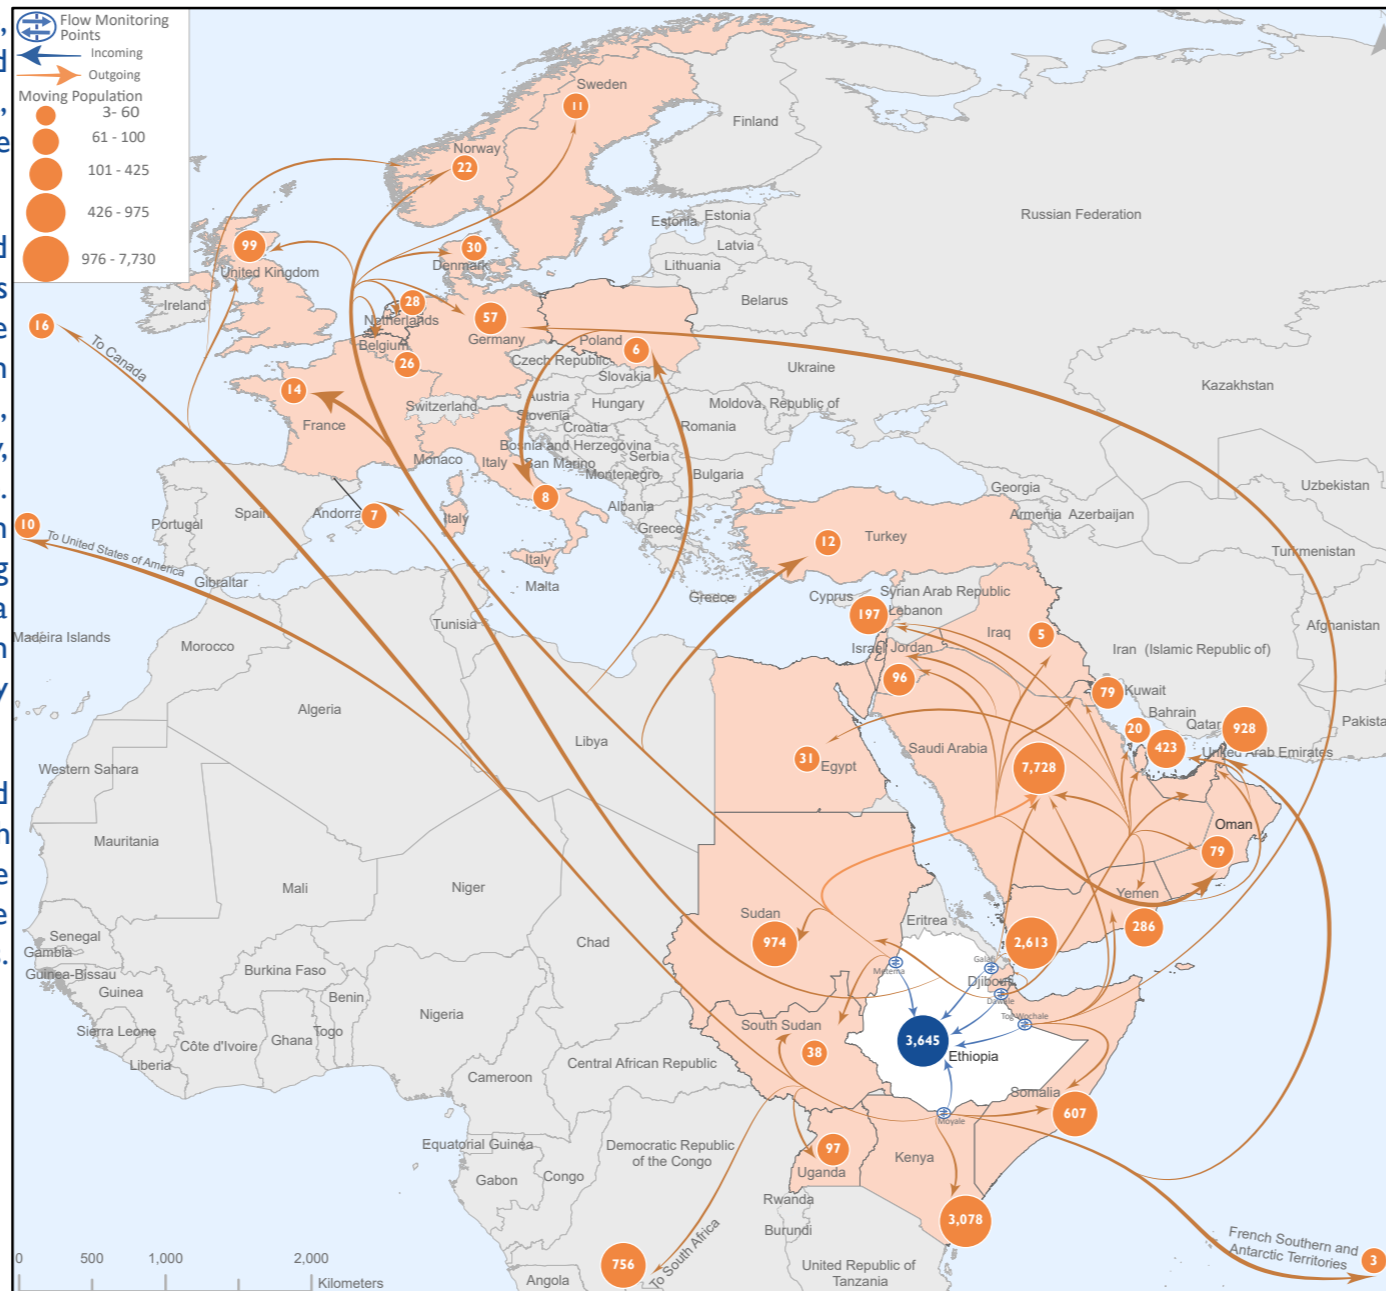 Flow Monitoring
Points
Incoming
Outgoing
Moving Population
3- 60
61 - 100
101 - 425
426 - 975
976 - 7,730
Sweden
11
Finland
Norway
22
Russian Federation
Estonia
Estonia
Latvia
Lithuania
Belarus
99
United Kingdom
Ireland
30
Denmark
28
Netherlands
57
Germany
Belgium
26
Poland
6
Czech Republic
Slovakia
Ukraine
Kazakhstan
16
To Canada
14
France
Switzerland
Austria
Slovenia
Hungary
Croatia
Moldova, Republic of
Romania
Bosnia and Herzegovina
Monaco
Italy
San Marino
Serbia
Montenegro
Bulgaria
8
Albania
Greece
Georgia
Armenia
Azerbaijan
Uzbekistan
Turkmenistan
10
To United States of America
Portugal
Spain
Andorra
7
Italy
Italy
Gibraltar
Malta
Greece
12
Turkey
Cyprus
Syrian Arab Republic
197
Lebanon
Iraq
5
Israel
Jordan
96
Iran (Islamic Republic of)
Afghanistan
Madeira Islands
Morocco
Tunisia
Algeria
Libya
31
Egypt
79
Kuwait
Bahrain
20
Qatar
423
928
United Arab Emirates
Saudi Arabia
7,728
Oman
79
Western Sahara
Mauritania
Mali
Niger
Chad
Sudan
974
Eritrea
Yemen
286
2,613
Metema
Galafi
Djibouti
Dawale
Tog Wochale
Senegal
Gambia
Guinea-Bissau
Guinea
Sierra Leone
Liberia
Burkina Faso
Benin
Togo
Ghana
Côte d'Ivoire
Nigeria
Cameroon
Central African Republic
South Sudan
38
3,645
Ethiopia
Moyale
Somalia
607
Equatorial Guinea
Gabon
Congo
Democratic Republic
of the Congo
97
Uganda
Kenya
3,078
Rwanda
Burundi
United Republic of
Tanzania
Angola
756
To South Africa
French Southern and
Antarctic Territories
3
0 500 1,000 2,000
Kilometers